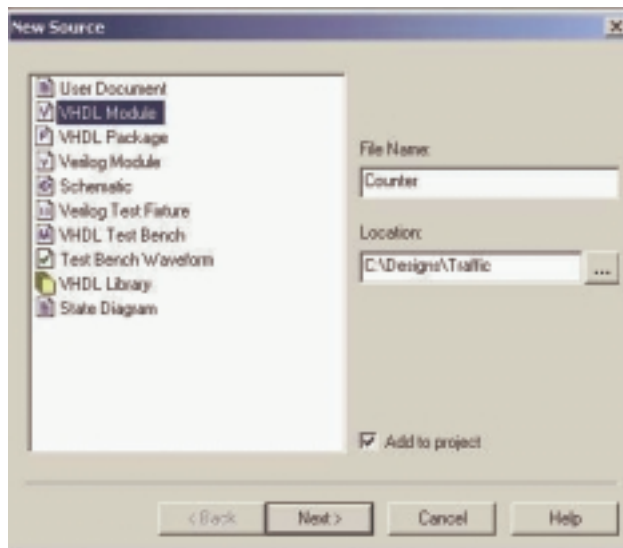 New Source
User Document
VHDL Module
VHDL Package
Verilog Module
Schematic
Verilog Test Fixture
VHDL Test Bench
Test Bench Waveform
VHDL Library
State Diagram
File Name:
Counter
Location:
C:\Designs\Traffic
...
Add to project
< Back
Next >
Cancel
Help